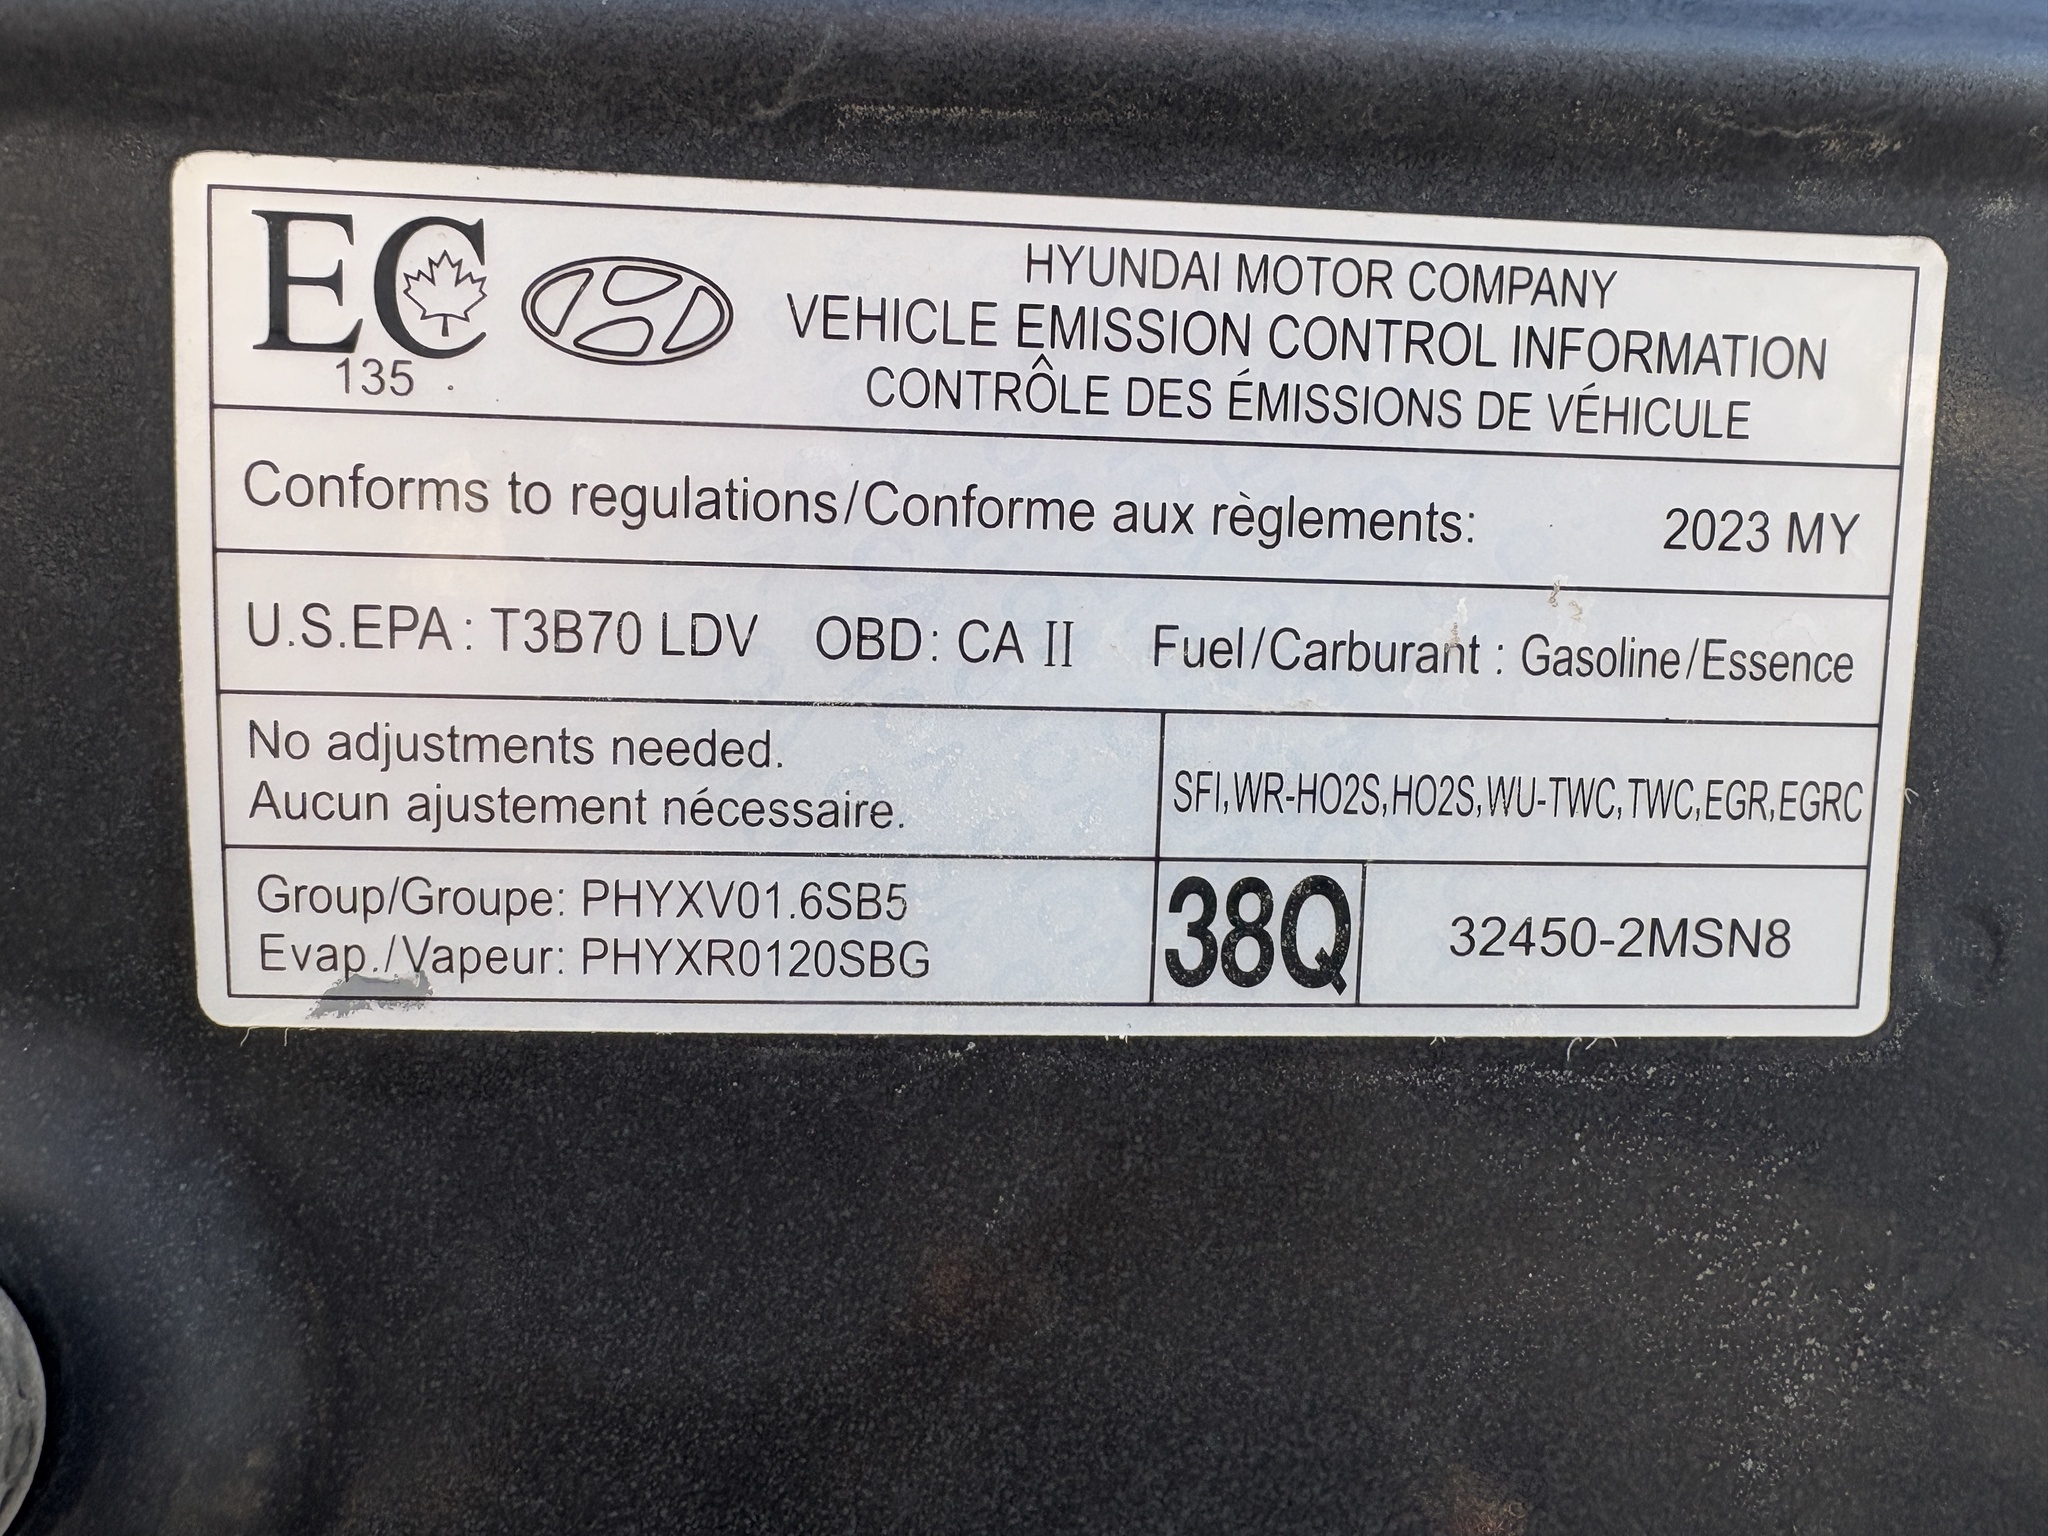 EC
135
HYUNDAI MOTOR COMPANY
VEHICLE EMISSION CONTROL INFORMATION
CONTRÔLE DES ÉMISSIONS DE VÉHICULE
Conforms to regulations/Conforme aux règlements: 2023 MY
U.S.EPA: T3B70 LDV OBD: CA II Fuel/Carburant : Gasoline/Essence
No adjustments needed.
Aucun ajustement nécessaire.
SFI,WR-HO2S,HO2S,WU-TWC,TWC,EGR,EGRC
Group/Groupe: PHYXV01.6SB5
Evap./Vapeur: PHYXR0120SBG
38Q
32450-2MSN8